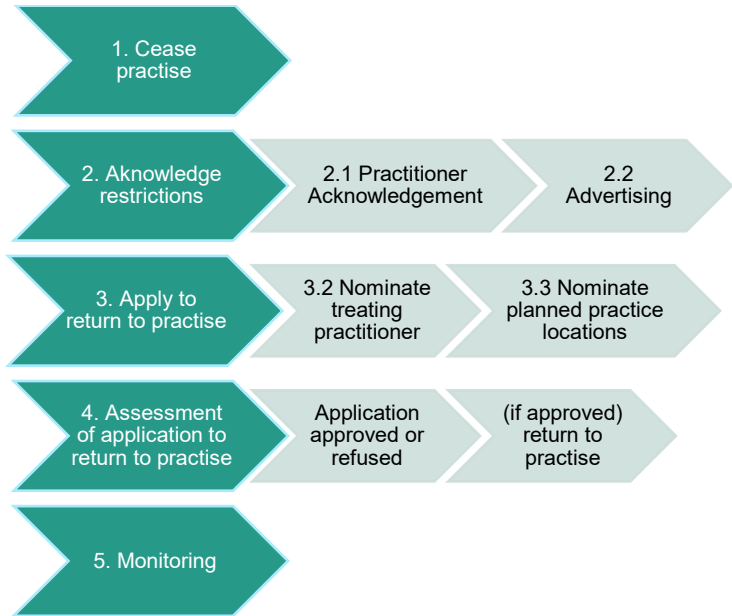 1. Cease
practise
2. Aknowledge
restrictions
2.1 Practitioner
Acknowledgement
2.2
Advertising
3. Apply to
return to practise
3.2 Nominate
treating
practitioner
3.3 Nominate
planned practice
locations
4. Assessment
of application to
return to practise
Application
approved or
refused
(if approved)
return to
practise
5. Monitoring